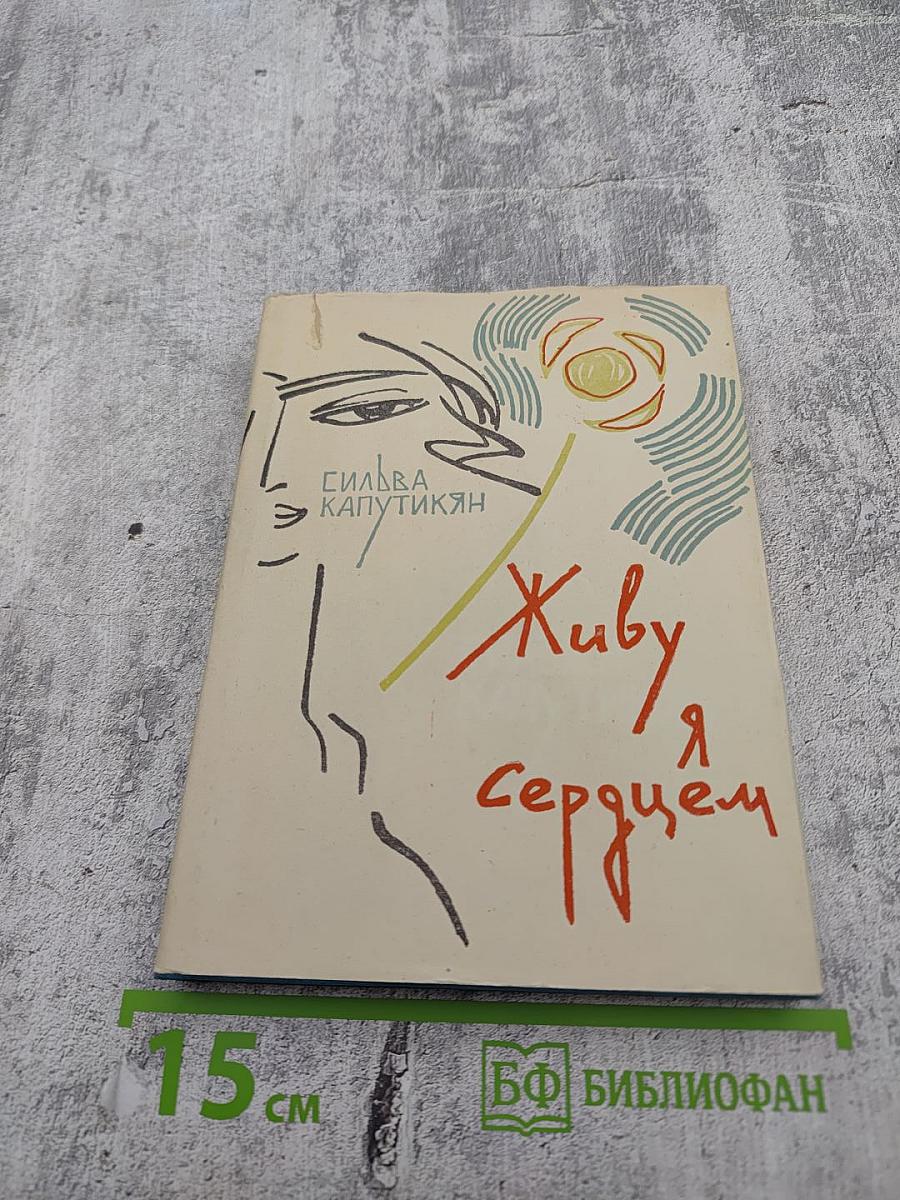 СИЛЬВА
КАПУТИКЯН
Живу
я
сердцем
15 см
БФ БИБЛИОФАН